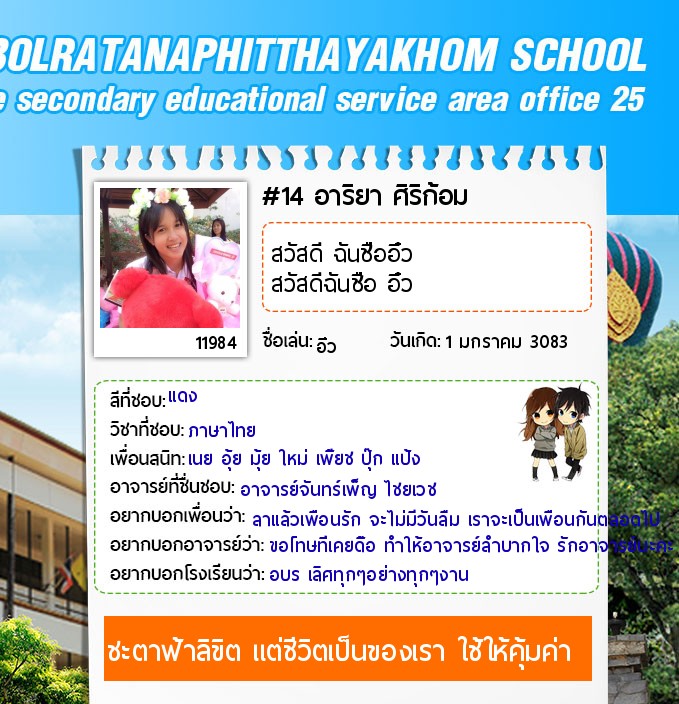 BOLRATANAPHITTHAYAKHOM SCHOOL
secondary educational service area office 25
#14 อาริยา ศิริก้อม
สวัสดี ฉันชื่ออิ๋ว
สวัสดีฉันชื่อ อิ๋ว
11984
ชื่อเล่น: อิ๋ว วันเกิด: 1 มกราคม 3083
สีที่ชอบ: แดง
วิชาที่ชอบ: ภาษาไทย
เพื่อนสนิท: เนย อุ้ย มุ้ย ใหม่ เพียช ปุ๊ก แป้ง
อาจารย์ที่ชื่นชอบ: อาจารย์จันทร์เพ็ญ ไชยเวช
อยากบอกเพื่อนว่า: ลาแล้วเพื่อนรัก จะไม่มีวันลืม เราจะเป็นเพื่อนกันตลอดไป
อยากบอกอาจารย์ว่า: ขอโทษที่เคยดื้อ ทำให้อาจารย์ลำบากใจ รักอาจารย์นะคะ
อยากบอกโรงเรียนว่า: อบร เลิศทุกๆอย่างทุกๆงาน
ชะตาฟ้าลิขิต แต่ชีวิตเป็นของเรา ใช้ให้คุ้มค่า